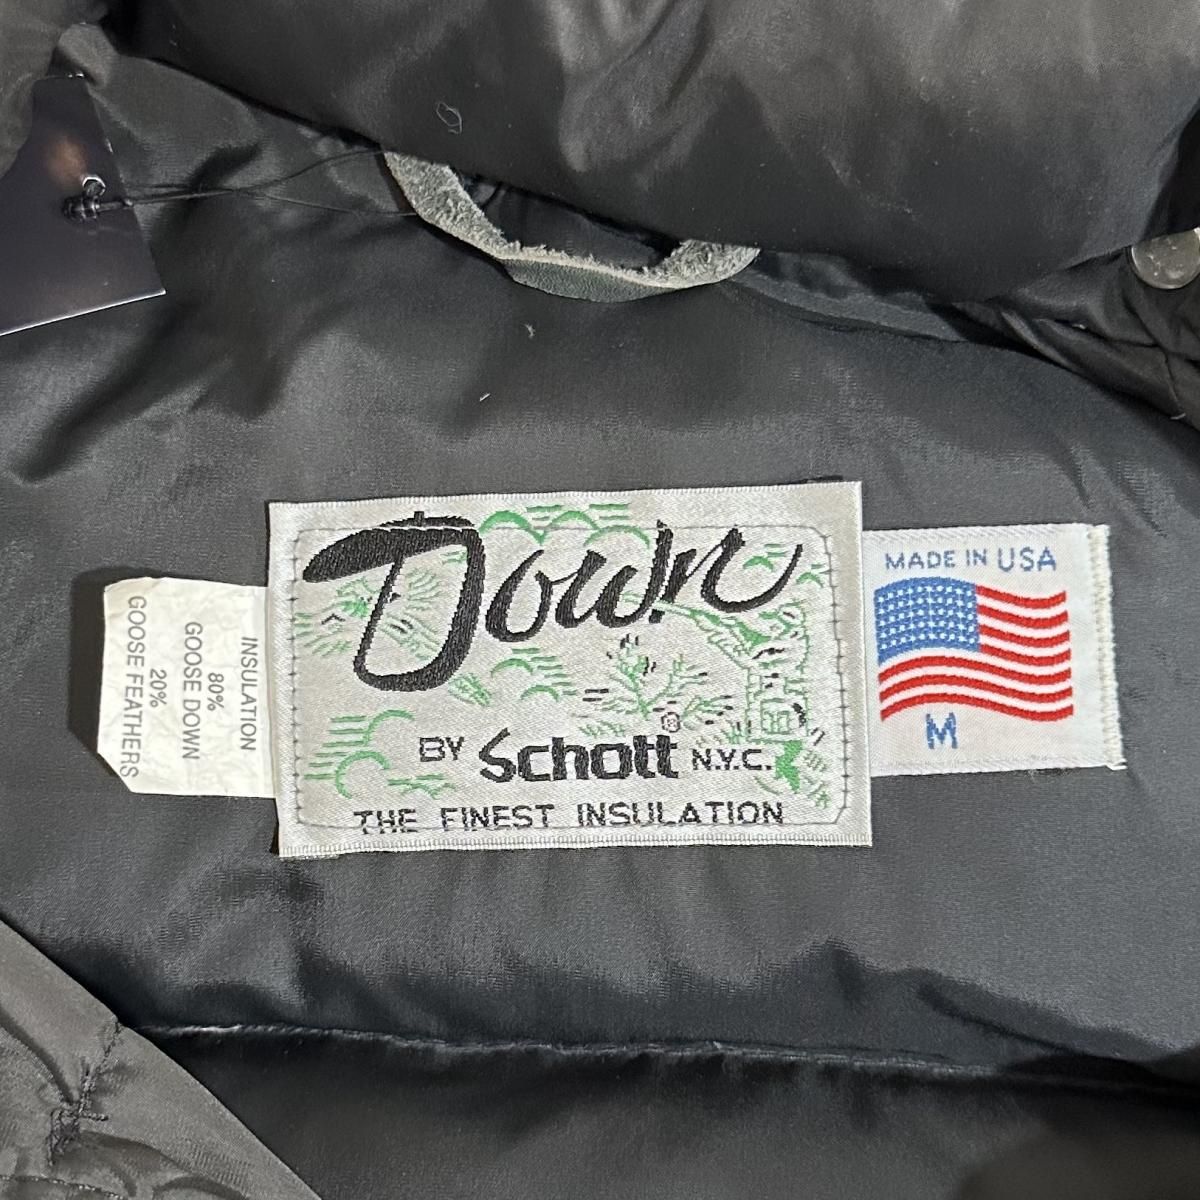 Down
BY Schott® N.Y.C.
THE FINEST INSULATION
MADE IN USA
M
INSULATION
80%
GOOSE DOWN
20%
GOOSE FEATHERS